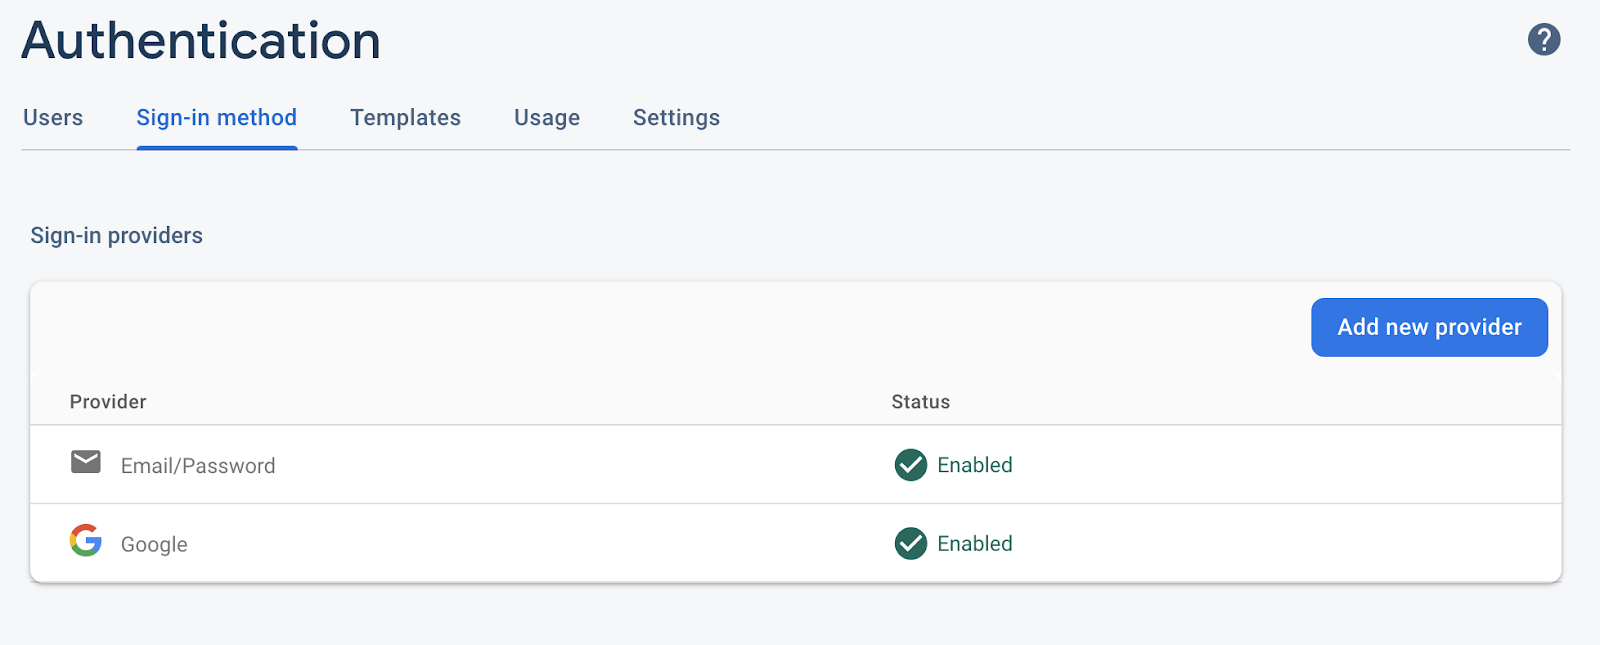 Authentication
?
Users Sign-in method Templates Usage Settings
Sign-in providers
Add new provider
Provider Status
Email/Password Enabled
Google Enabled